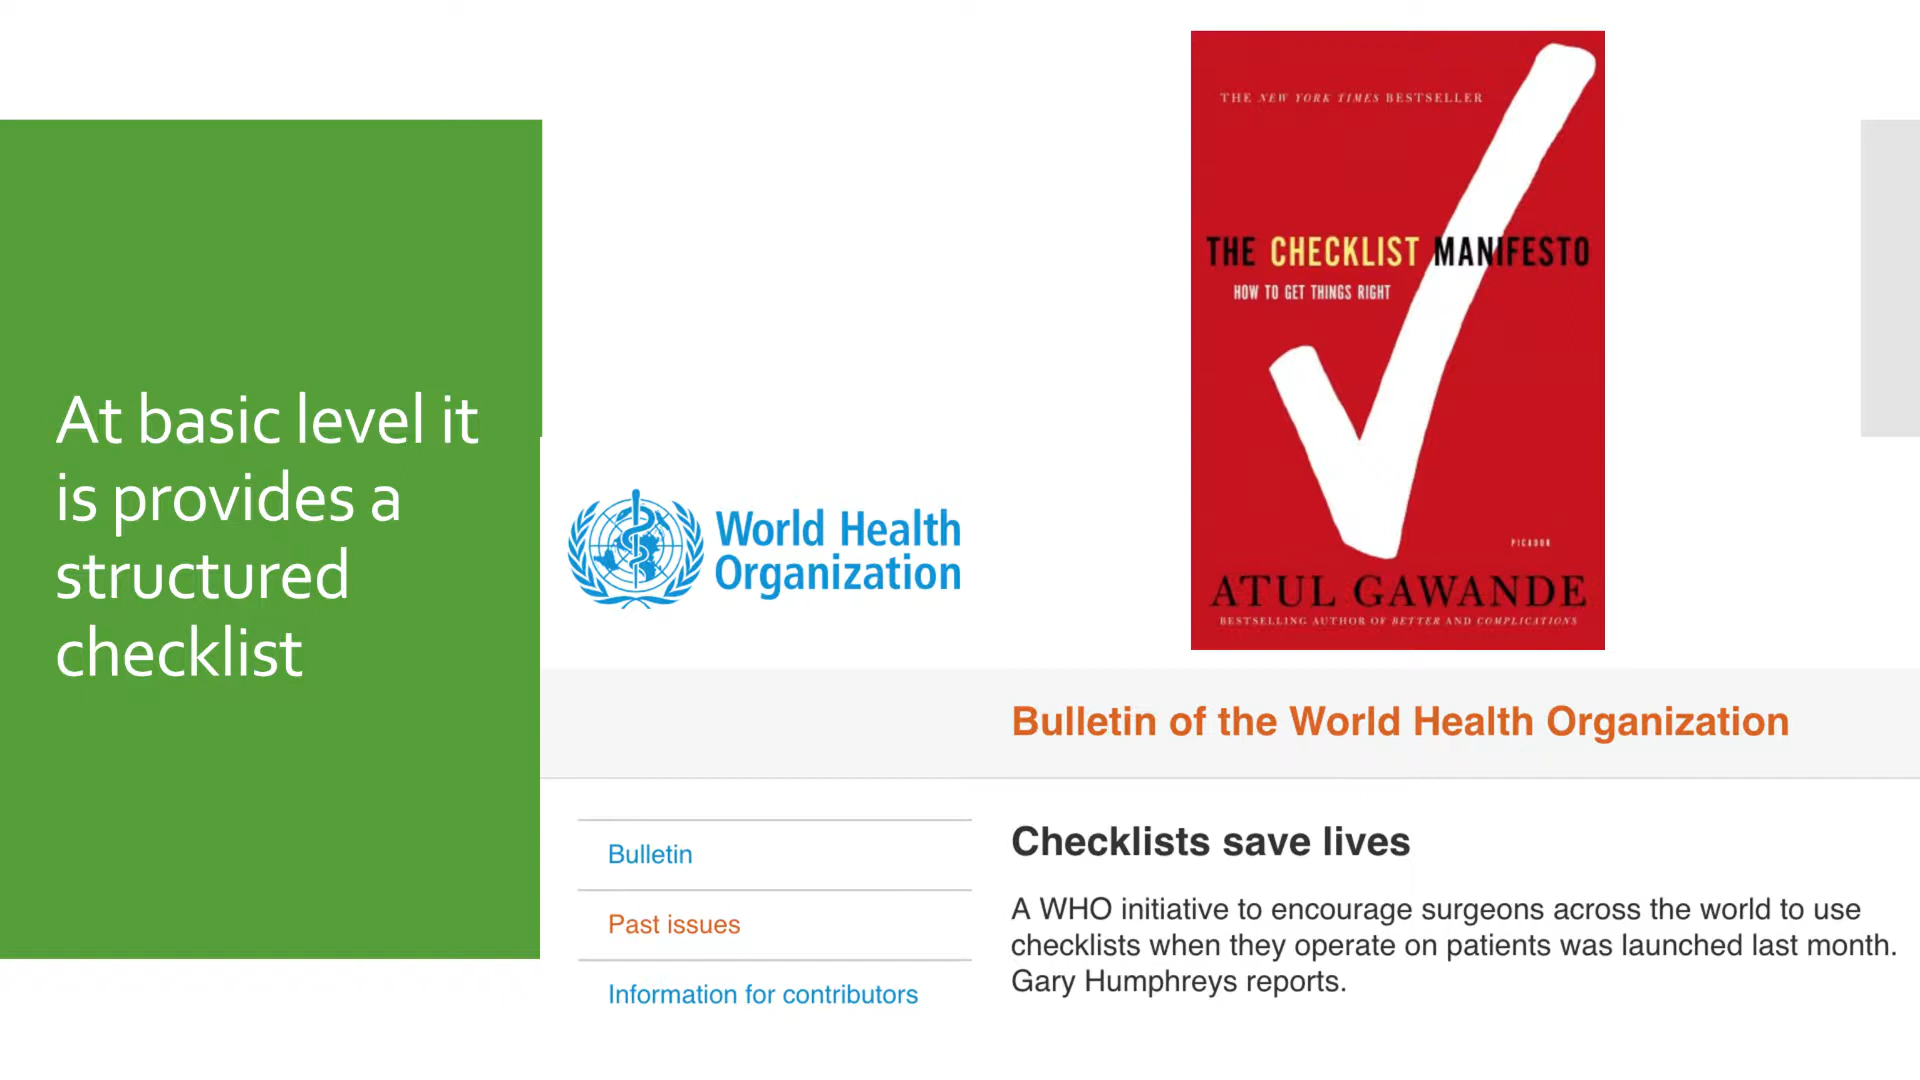 At basic level it
is provides a
structured
checklist
THE NEW YORK TIMES BESTSELLER
THE CHECKLIST MANIFESTO
HOW TO GET THINGS RIGHT
PICADOR
ATUL GAWANDE
BESTSELLING AUTHOR OF BETTER AND COMPLICATIONS
World Health
Organization
Bulletin of the World Health Organization
Bulletin
Past issues
Information for contributors
Checklists save lives
A WHO initiative to encourage surgeons across the world to use
checklists when they operate on patients was launched last month.
Gary Humphreys reports.